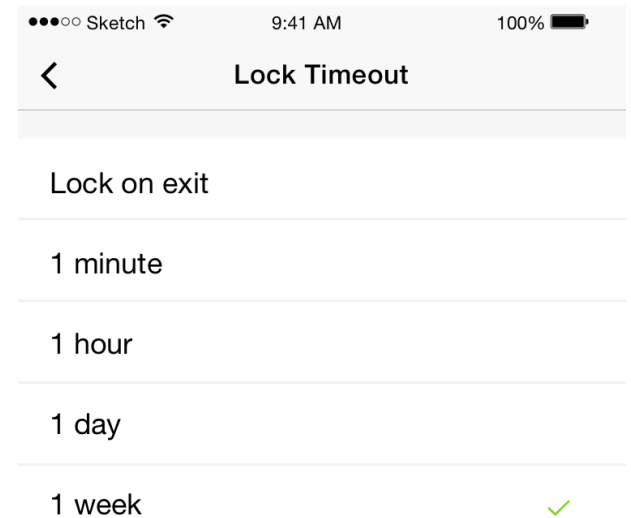 Sketch 9:41 AM 100%
Lock Timeout
Lock on exit
1 minute
1 hour
1 day
1 week